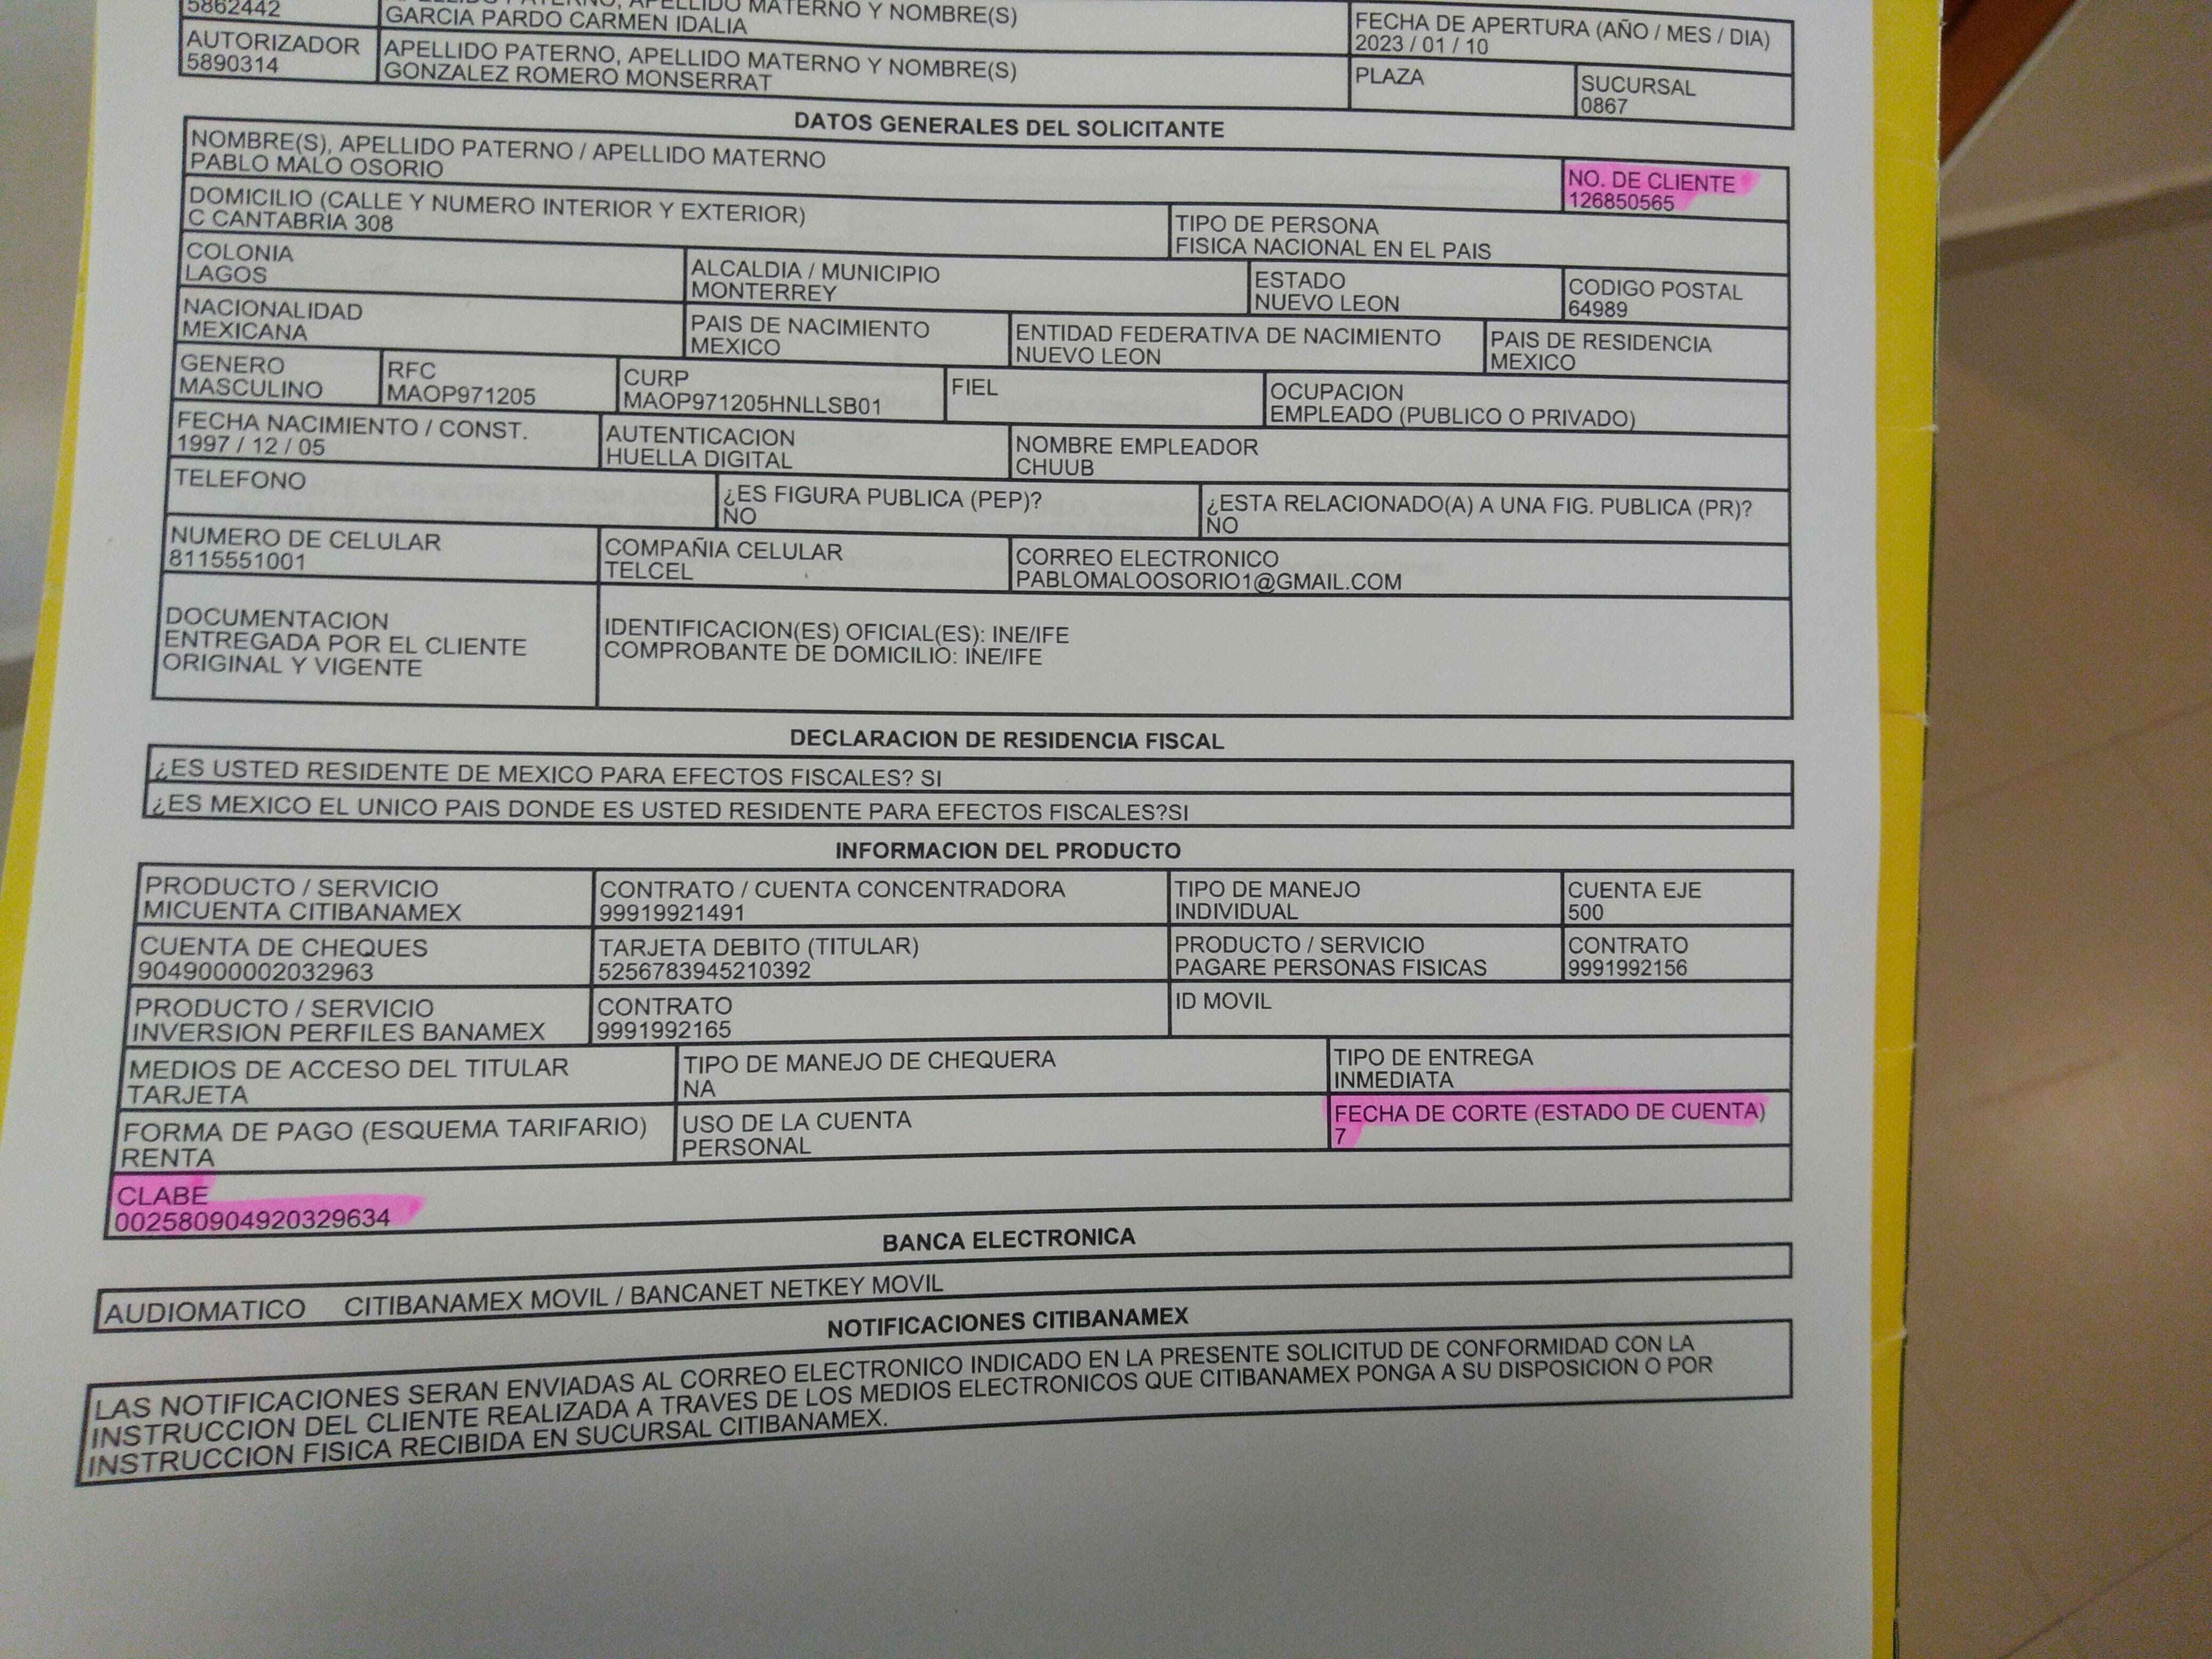 5862442
APELLIDO PATERNO, APELLIDO MATERNO Y NOMBRE(S)
GARCIA PARDO CARMEN IDALIA
FECHA DE APERTURA (AÑO / MES / DIA)
2023 / 01 / 10
AUTORIZADOR
5890314
APELLIDO PATERNO, APELLIDO MATERNO Y NOMBRE(S)
GONZALEZ ROMERO MONSERRAT
PLAZA
SUCURSAL
0867
DATOS GENERALES DEL SOLICITANTE
NOMBRE(S), APELLIDO PATERNO / APELLIDO MATERNO
PABLO MALO OSORIO
NO. DE CLIENTE
126850565
DOMICILIO (CALLE Y NUMERO INTERIOR Y EXTERIOR)
C CANTABRIA 308
TIPO DE PERSONA
FISICA NACIONAL EN EL PAIS
COLONIA
LAGOS
ALCALDIA / MUNICIPIO
MONTERREY
ESTADO
NUEVO LEON
CODIGO POSTAL
64989
NACIONALIDAD
MEXICANA
PAIS DE NACIMIENTO
MEXICO
ENTIDAD FEDERATIVA DE NACIMIENTO
NUEVO LEON
PAIS DE RESIDENCIA
MEXICO
GENERO
MASCULINO
RFC
MAOP971205
CURP
MAOP971205HNLLSB01
FIEL
OCUPACION
EMPLEADO (PUBLICO O PRIVADO)
FECHA NACIMIENTO / CONST.
1997 / 12 / 05
AUTENTICACION
HUELLA DIGITAL
NOMBRE EMPLEADOR
CHUUB
TELEFONO
¿ES FIGURA PUBLICA (PEP)?
NO
¿ESTA RELACIONADO(A) A UNA FIG. PUBLICA (PR)?
NO
NUMERO DE CELULAR
8115551001
COMPAÑIA CELULAR
TELCEL
CORREO ELECTRONICO
PABLOMALOOSORIO1@GMAIL.COM
DOCUMENTACION
ENTREGADA POR EL CLIENTE
ORIGINAL Y VIGENTE
IDENTIFICACION(ES) OFICIAL(ES): INE/IFE
COMPROBANTE DE DOMICILIO: INE/IFE
DECLARACION DE RESIDENCIA FISCAL
¿ES USTED RESIDENTE DE MEXICO PARA EFECTOS FISCALES? SI
¿ES MEXICO EL UNICO PAIS DONDE ES USTED RESIDENTE PARA EFECTOS FISCALES?SI
INFORMACION DEL PRODUCTO
PRODUCTO / SERVICIO
MICUENTA CITIBANAMEX
CONTRATO / CUENTA CONCENTRADORA
99919921491
TIPO DE MANEJO
INDIVIDUAL
CUENTA EJE
500
CUENTA DE CHEQUES
9049000002032963
TARJETA DEBITO (TITULAR)
5256783945210392
PRODUCTO / SERVICIO
PAGARE PERSONAS FISICAS
CONTRATO
9991992156
PRODUCTO / SERVICIO
INVERSION PERFILES BANAMEX
CONTRATO
9991992165
ID MOVIL
MEDIOS DE ACCESO DEL TITULAR
TARJETA
TIPO DE MANEJO DE CHEQUERA
NA
TIPO DE ENTREGA
INMEDIATA
FORMA DE PAGO (ESQUEMA TARIFARIO)
RENTA
USO DE LA CUENTA
PERSONAL
FECHA DE CORTE (ESTADO DE CUENTA)
7
CLABE
002580904920329634
BANCA ELECTRONICA
AUDIOMATICO CITIBANAMEX MOVIL / BANCANET NETKEY MOVIL
NOTIFICACIONES CITIBANAMEX
LAS NOTIFICACIONES SERAN ENVIADAS AL CORREO ELECTRONICO INDICADO EN LA PRESENTE SOLICITUD DE CONFORMIDAD CON LA
INSTRUCCION DEL CLIENTE REALIZADA A TRAVES DE LOS MEDIOS ELECTRONICOS QUE CITIBANAMEX PONGA A SU DISPOSICION O POR
INSTRUCCION FISICA RECIBIDA EN SUCURSAL CITIBANAMEX.